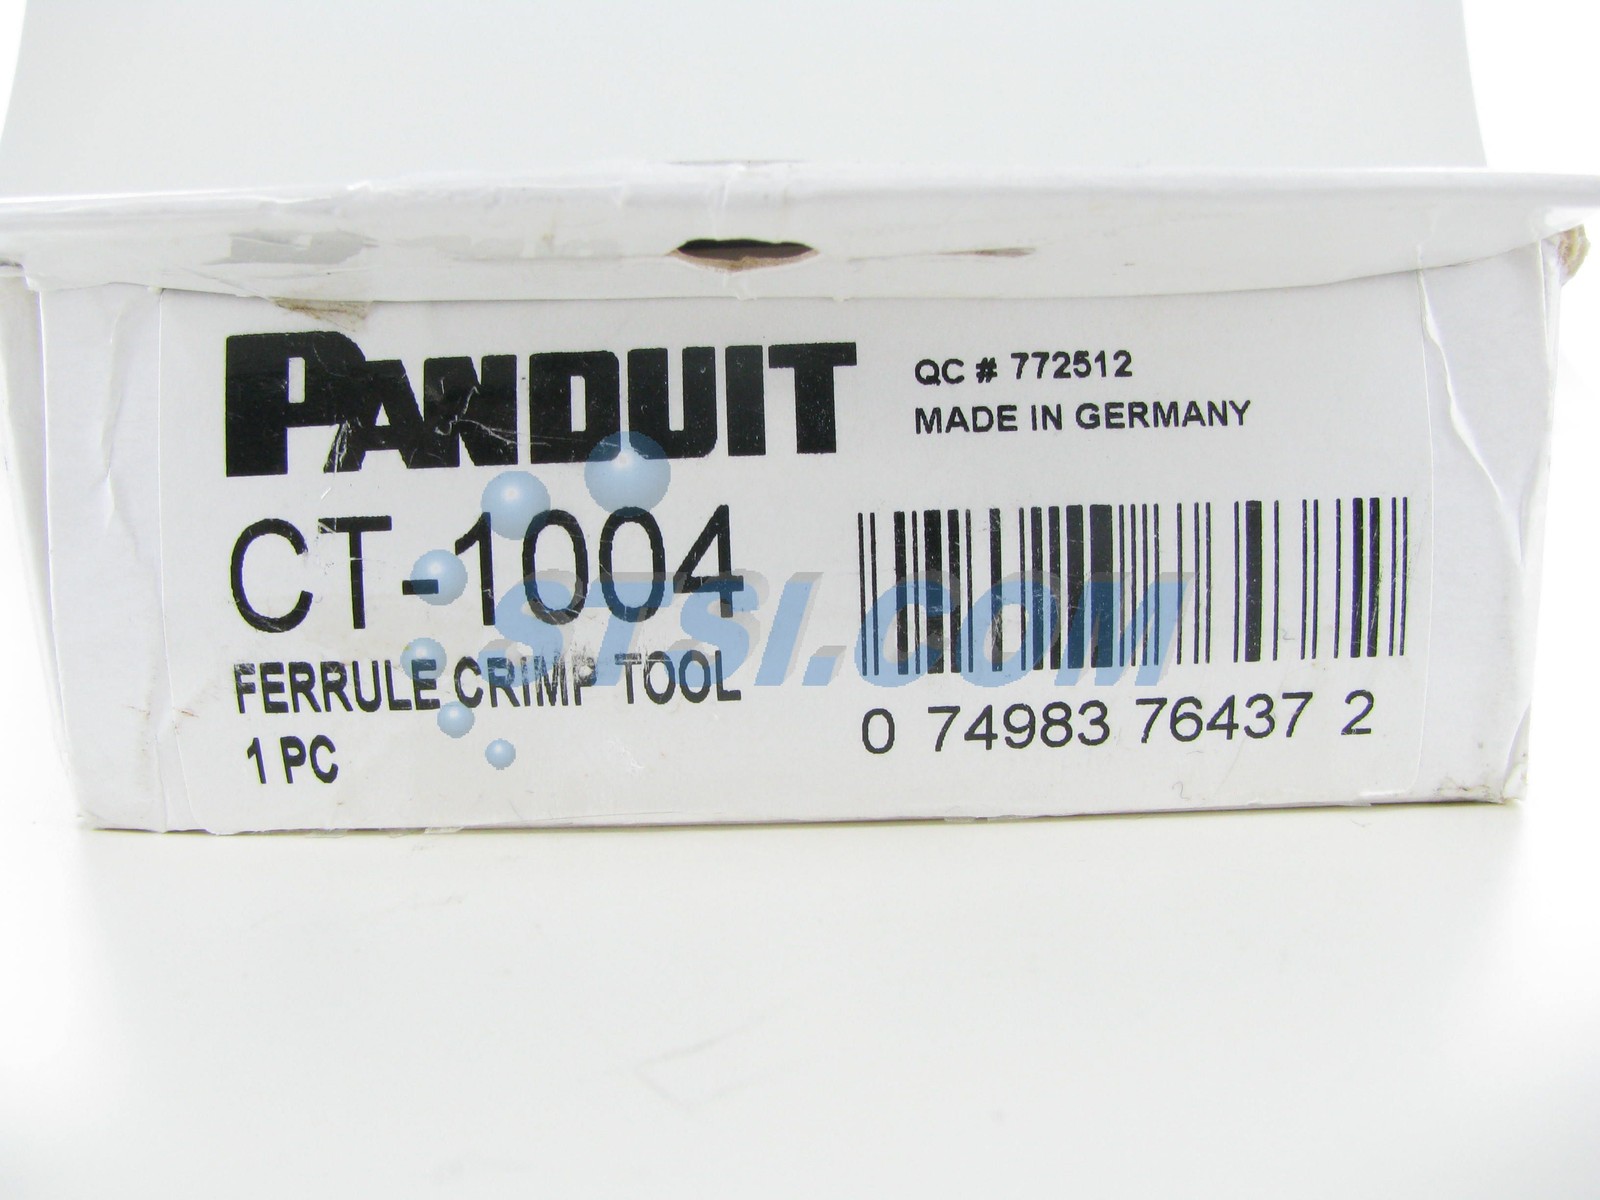 PANDUIT
QC # 772512
MADE IN GERMANY
CT-1004
FERRULE CRIMP TOOL
1 PC
0 74983 76437 2
STSI.COM